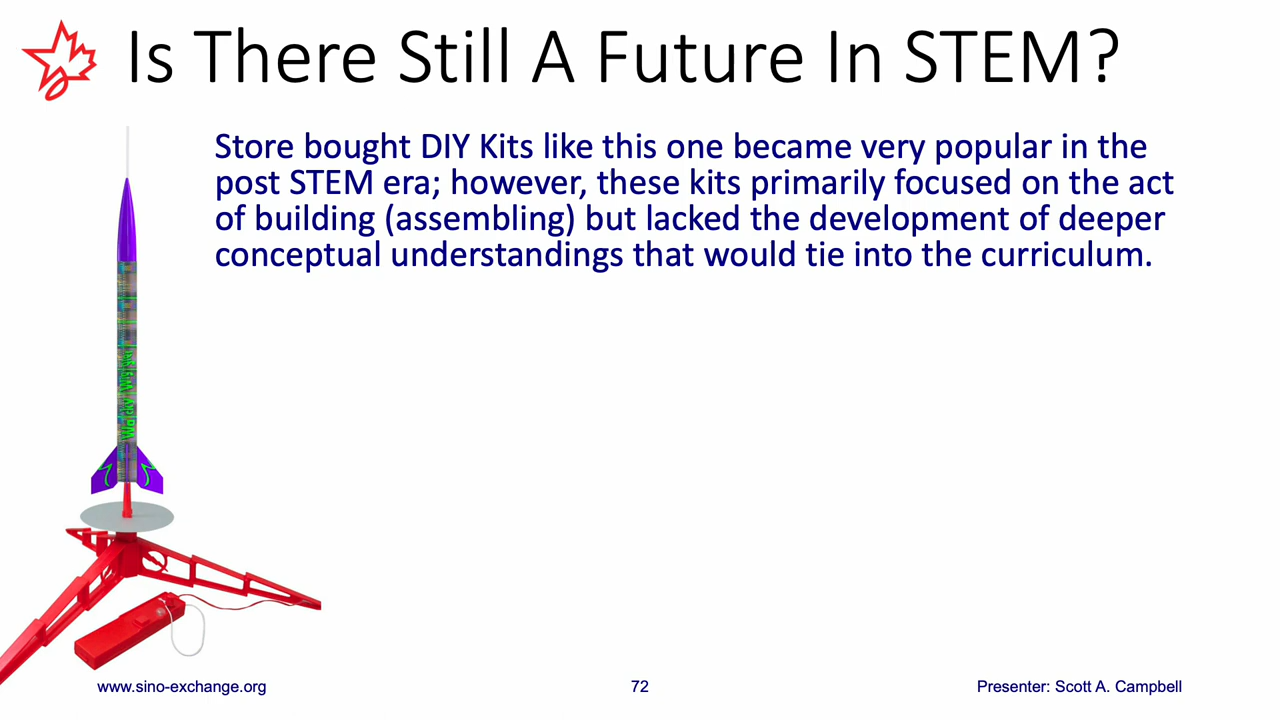 Is There Still A Future In STEM?
Store bought DIY Kits like this one became very popular in the
post STEM era; however, these kits primarily focused on the act
of building (assembling) but lacked the development of deeper
conceptual understandings that would tie into the curriculum.
www.sino-exchange.org
72
Presenter: Scott A. Campbell